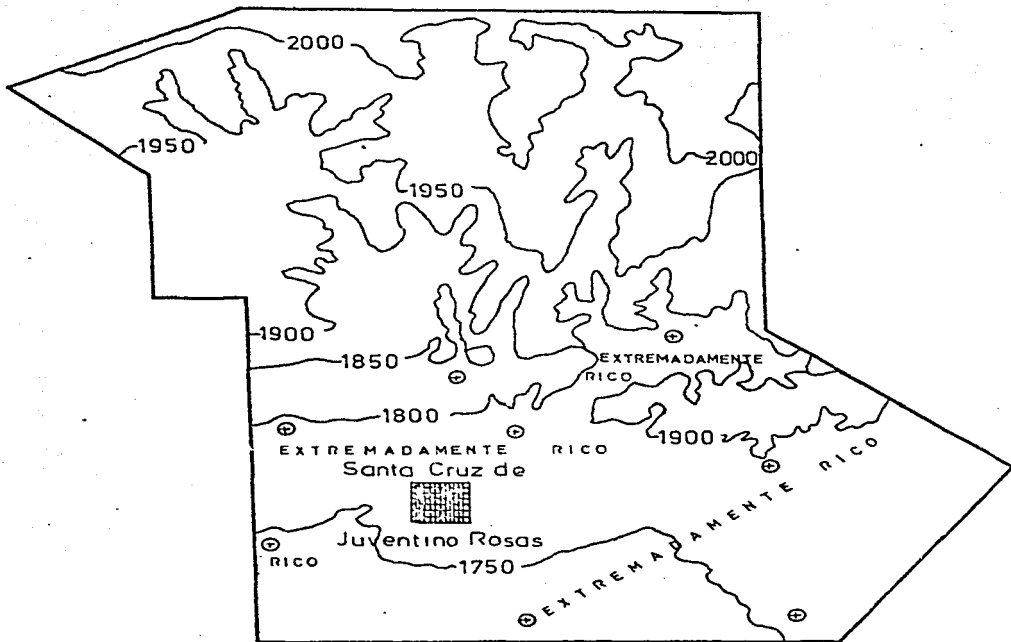 2000
1950
2000
1950
1900
1850
EXTREMADAMENTE
RICO
1800
1900
EXTREMADAMENTE RICO
Santa Cruz de
Juventino Rosas
RICO
1750
EXTREMADAMENTE RICO